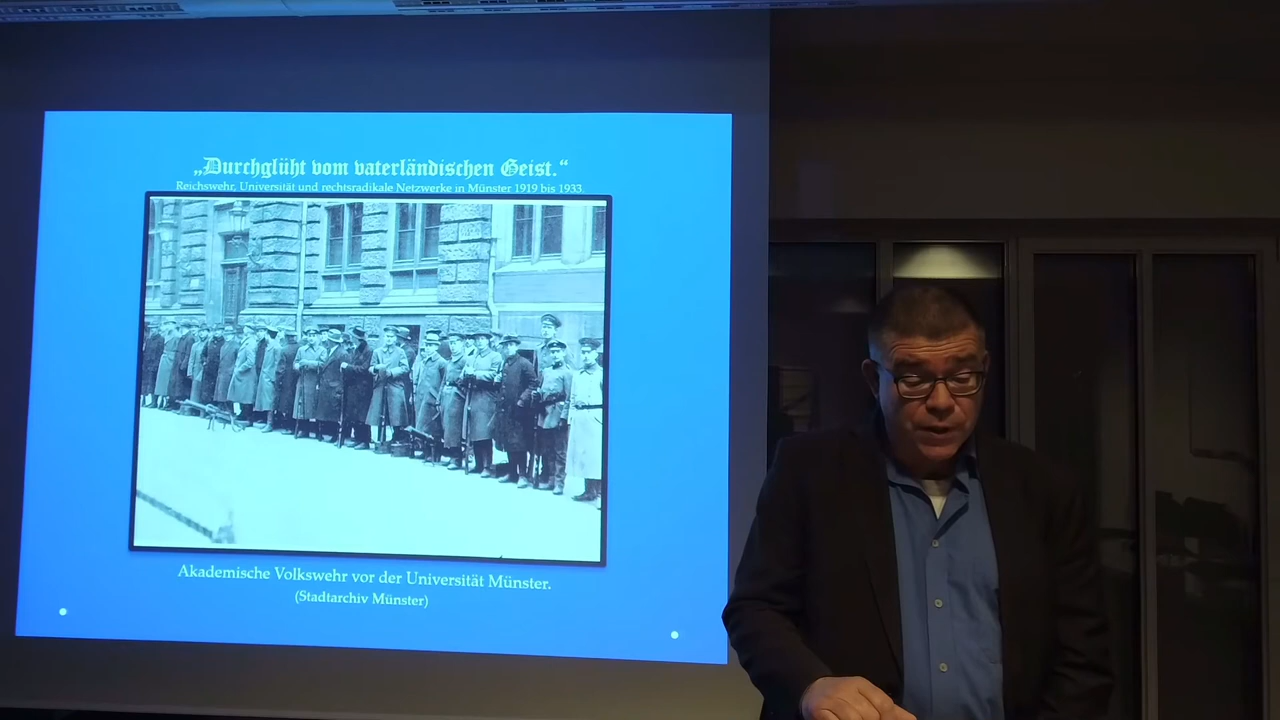 „Durchglüht vom vaterländischen Geist.“
Reichswehr, Universität und rechtsradikale Netzwerke in Münster 1919 bis 1933.
Akademische Volkswehr vor der Universität Münster.
(Stadtarchiv Münster)